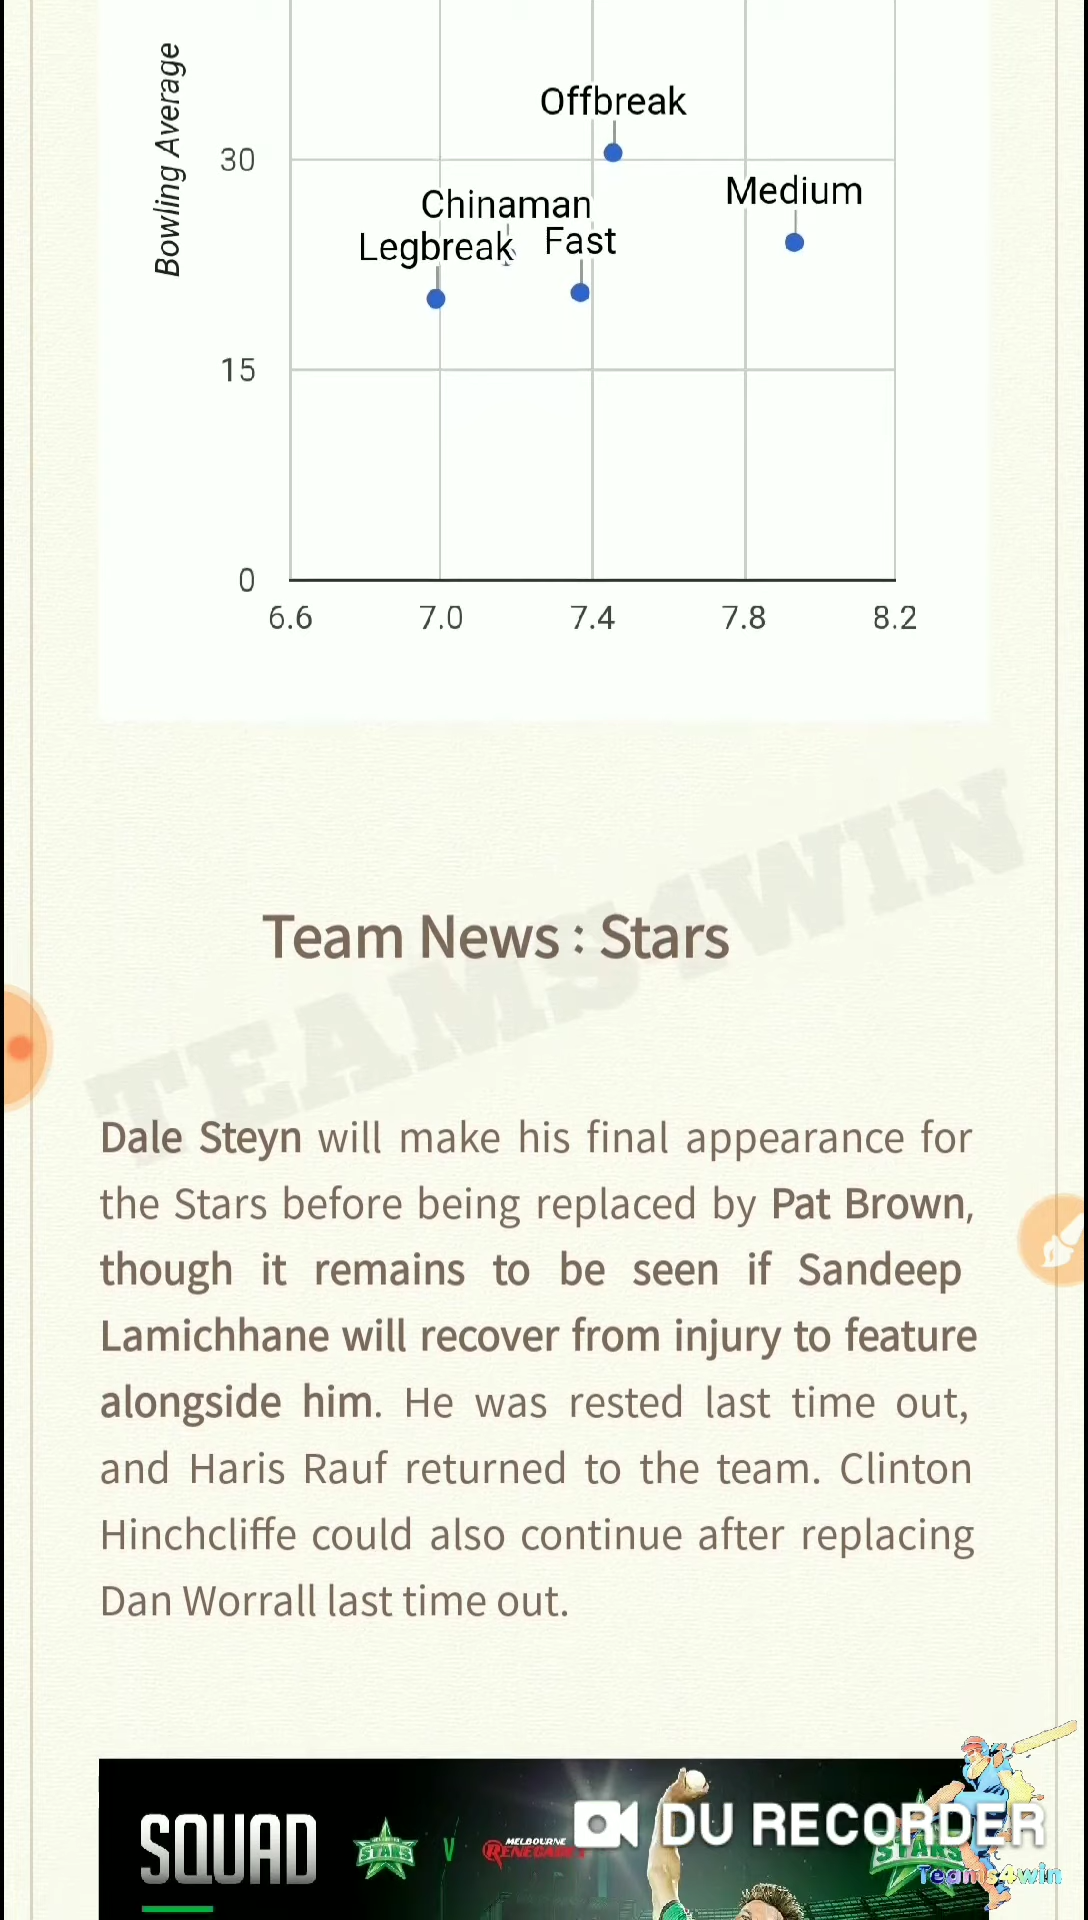 Bowling Average
Offbreak
30
Medium
Chinaman
Legbreak
Fast
15
0
6.6 7.0 7.4 7.8 8.2
TEAMS4WIN
Team News : Stars
Dale Steyn will make his final appearance for
the Stars before being replaced by Pat Brown,
though it remains to be seen if Sandeep
Lamichhane will recover from injury to feature
alongside him. He was rested last time out,
and Haris Rauf returned to the team. Clinton
Hinchcliffe could also continue after replacing
Dan Worrall last time out.
SQUAD
STARS
V
MELBOURNE
RENEGADES
DU RECORDER
STARS
Teams4win